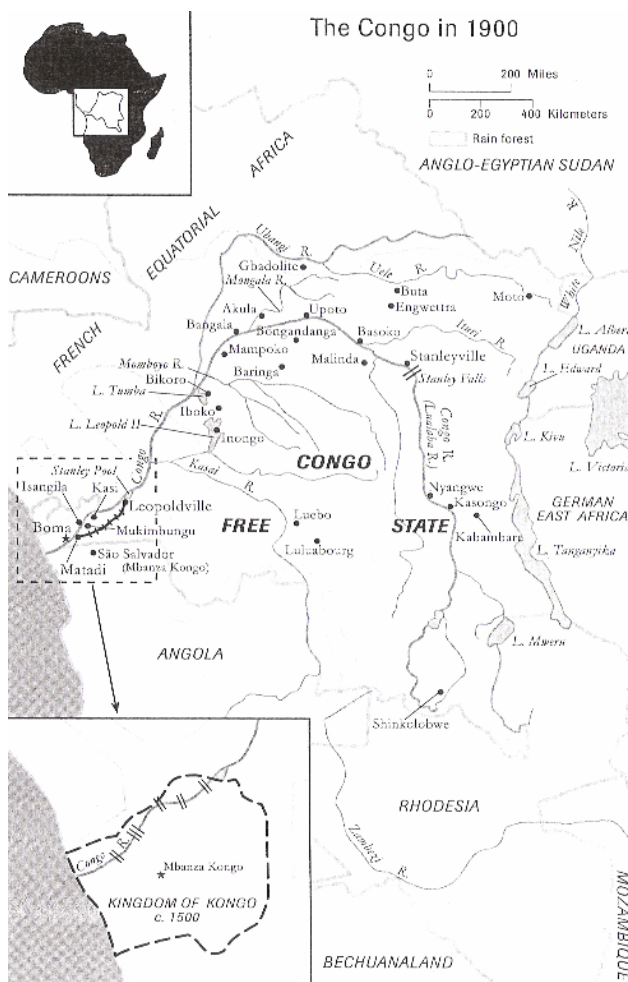 The Congo in 1900
0 200 Miles
0 200 400 Kilometers
Rain forest
ANGLO-EGYPTIAN SUDAN
AFRICA
EQUATORIAL
FRENCH
CAMEROONS
White Nile R.
Ubangi R.
Gbadolite
Uele R.
Mongala R.
Buta
Engwettra
Moto
Akula
Upoto
Bangala
Bongandanga
Basoko
Ituri R.
L. Albert
UGANDA
Mampoko
Malinda
Stanleyville
Stanley Falls
L. Edward
Momboyo R.
Baringa
Bikoro
L. Tumba
Iboko
L. Leopold II
Inongo
Congo R.
(Lualaba R.)
L. Kivu
L. Victoria
Congo R.
Stanley Pool
Kasai R.
CONGO
FREE
STATE
Isangila
Kasi
Leopoldville
Boma
Mukimbungu
Matadi
São Salvador
(Mbanza Kongo)
Luebo
Luluabourg
Nyangwe
Kasongo
Kabambare
GERMAN
EAST AFRICA
L. Tanganyika
L. Mweru
ANGOLA
Shinkolobwe
RHODESIA
Zambezi R.
MOZAMBIQUE
BECHUANALAND
Congo R.
Mbanza Kongo
KINGDOM OF KONGO
c. 1500